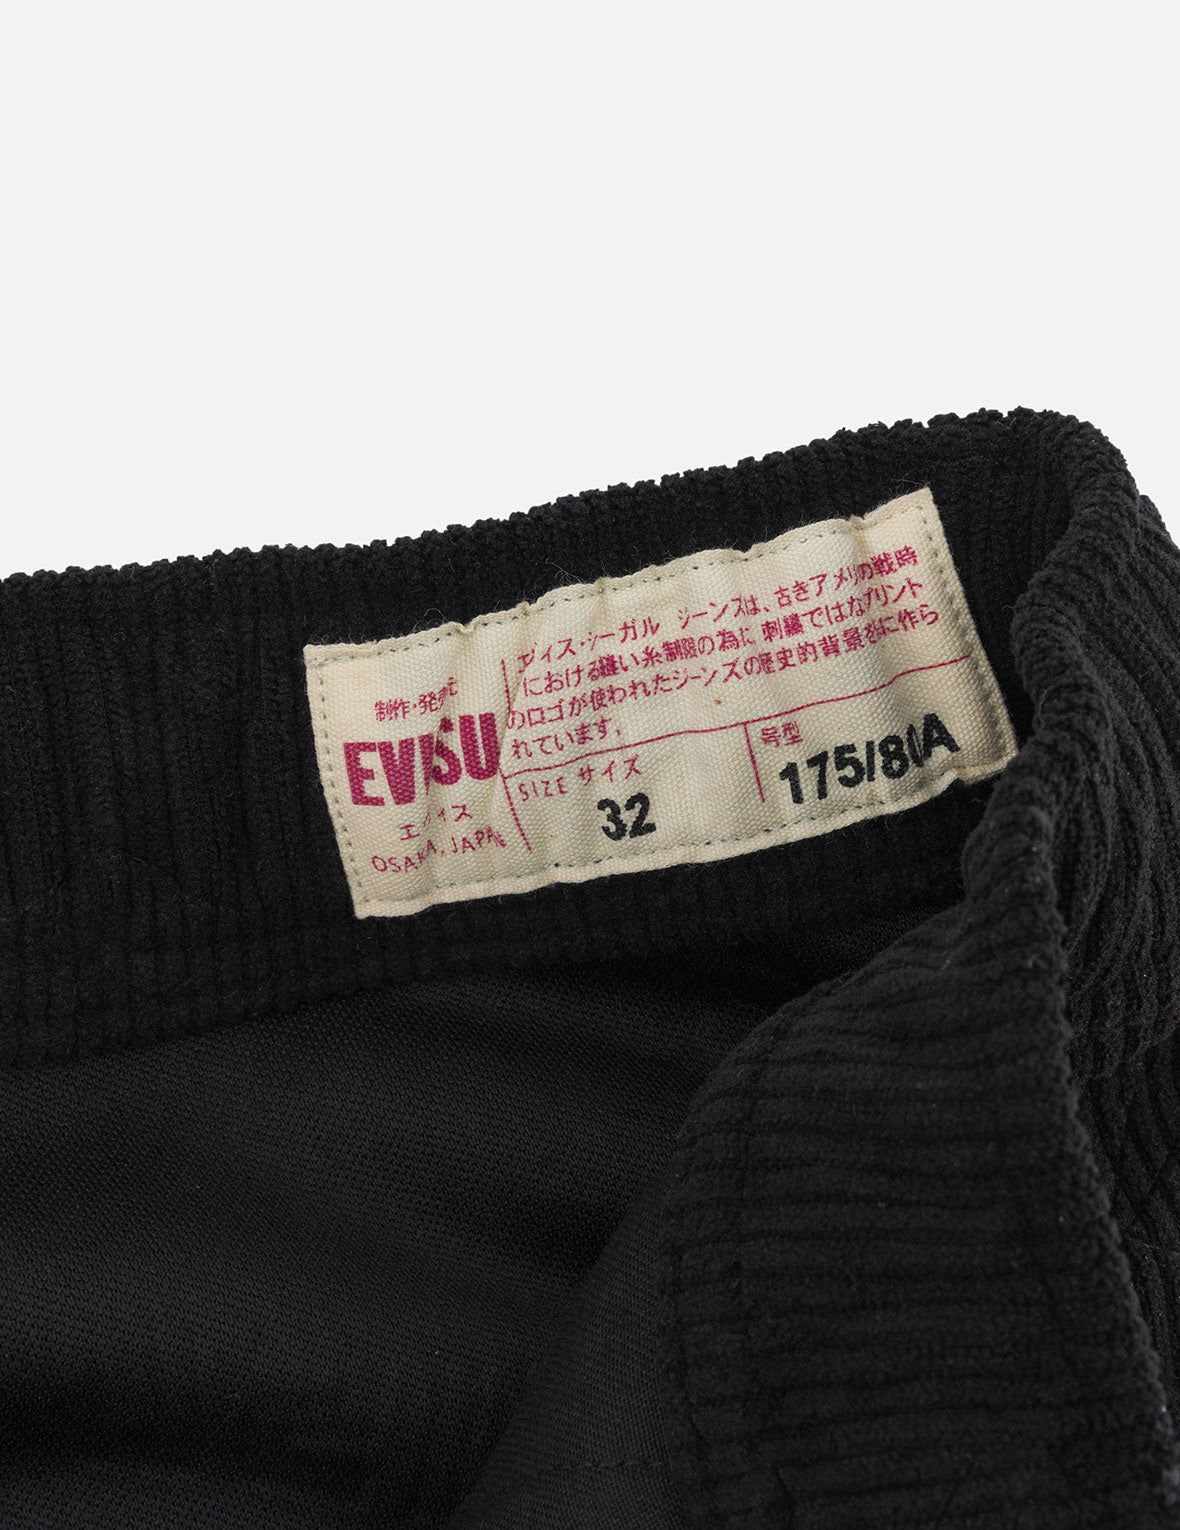 制作・発売元
EVISU
エヴィス
OSAKA, JAPAN
エヴィス・シーガル ジーンズは、古きアメリカの戦時
における縫い糸制限の為に刺繍ではなプリント
のロゴが使われたジーンズの歴史的背景を に作ら
れています。
SIZE サイズ
32
号型
175/80A